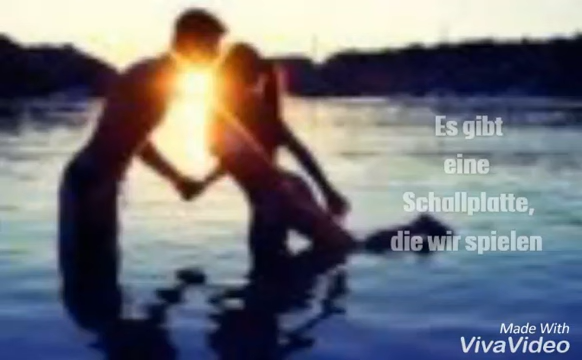 Es gibt
eine
Schallplatte,
die wir spielen
Made With
VivaVideo